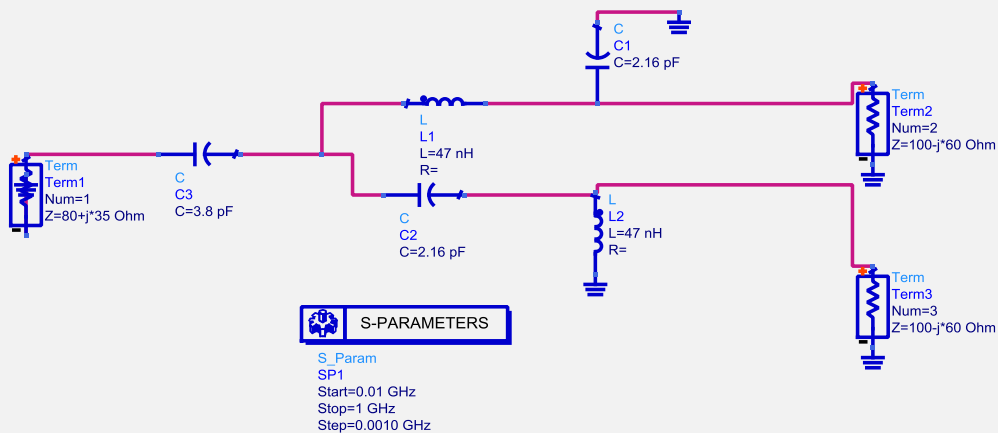 C
C1
C=2.16 pF
L
L1
L=47 nH
R=
Term
Term2
Num=2
Z=100-j*60 Ohm
Term
Term1
Num=1
Z=80+j*35 Ohm
C
C3
C=3.8 pF
C
C2
C=2.16 pF
L
L2
L=47 nH
R=
Term
Term3
Num=3
Z=100-j*60 Ohm
S-PARAMETERS
S_Param
SP1
Start=0.01 GHz
Stop=1 GHz
Step=0.0010 GHz